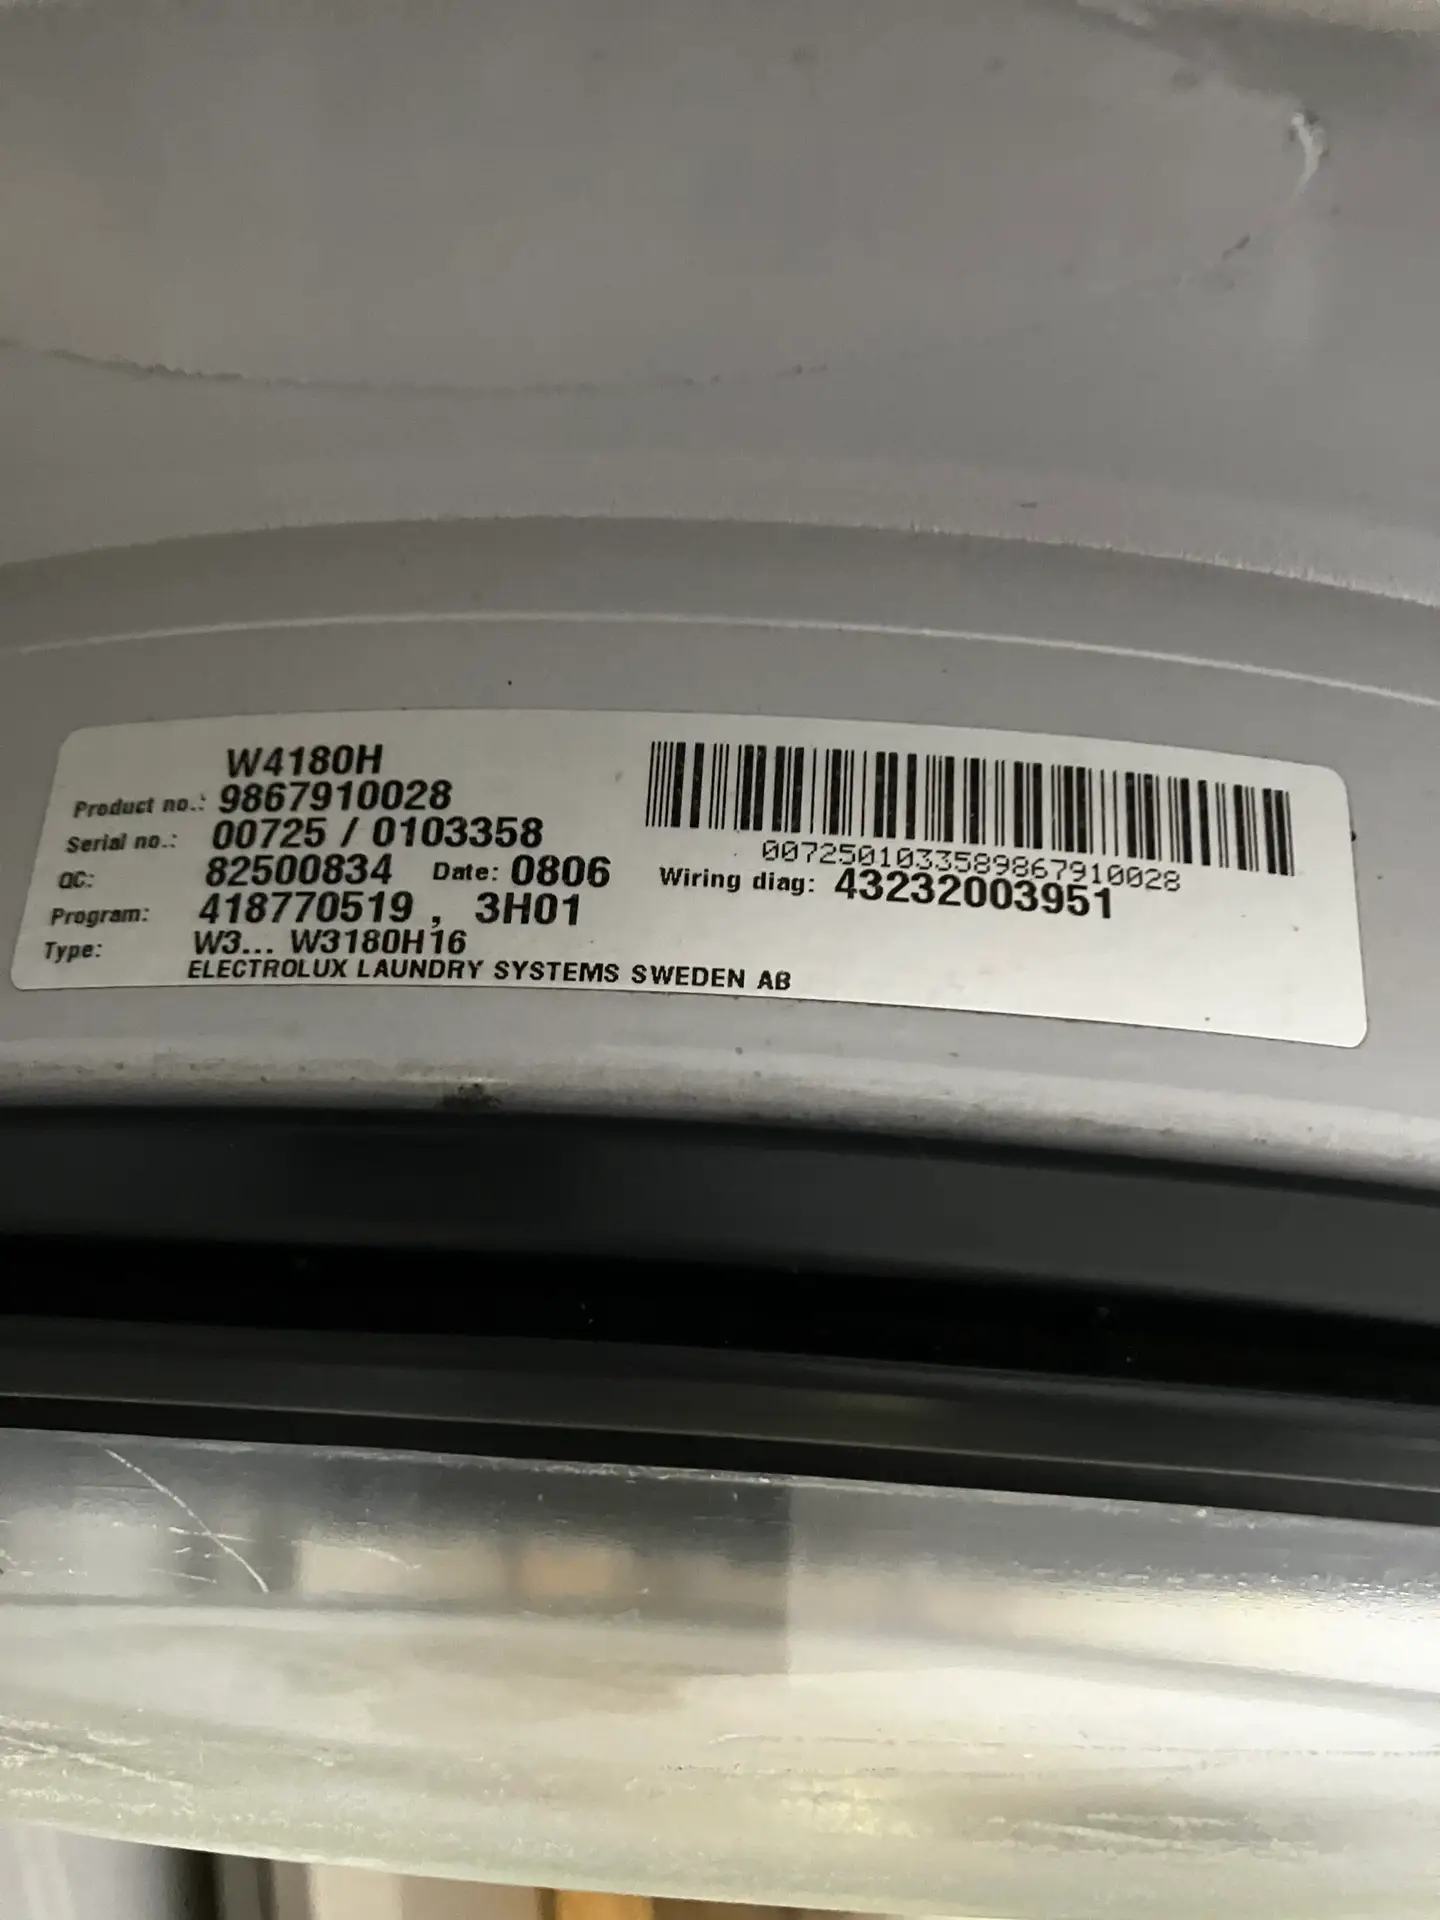 W4180H
Product no.: 9867910028
Serial no.: 00725 / 0103358
QC: 82500834 Date: 0806
Program: 418770519 , 3H01
Type: W3... W3180H16
ELECTROLUX LAUNDRY SYSTEMS SWEDEN AB
0072501033589867910028
Wiring diag: 43232003951